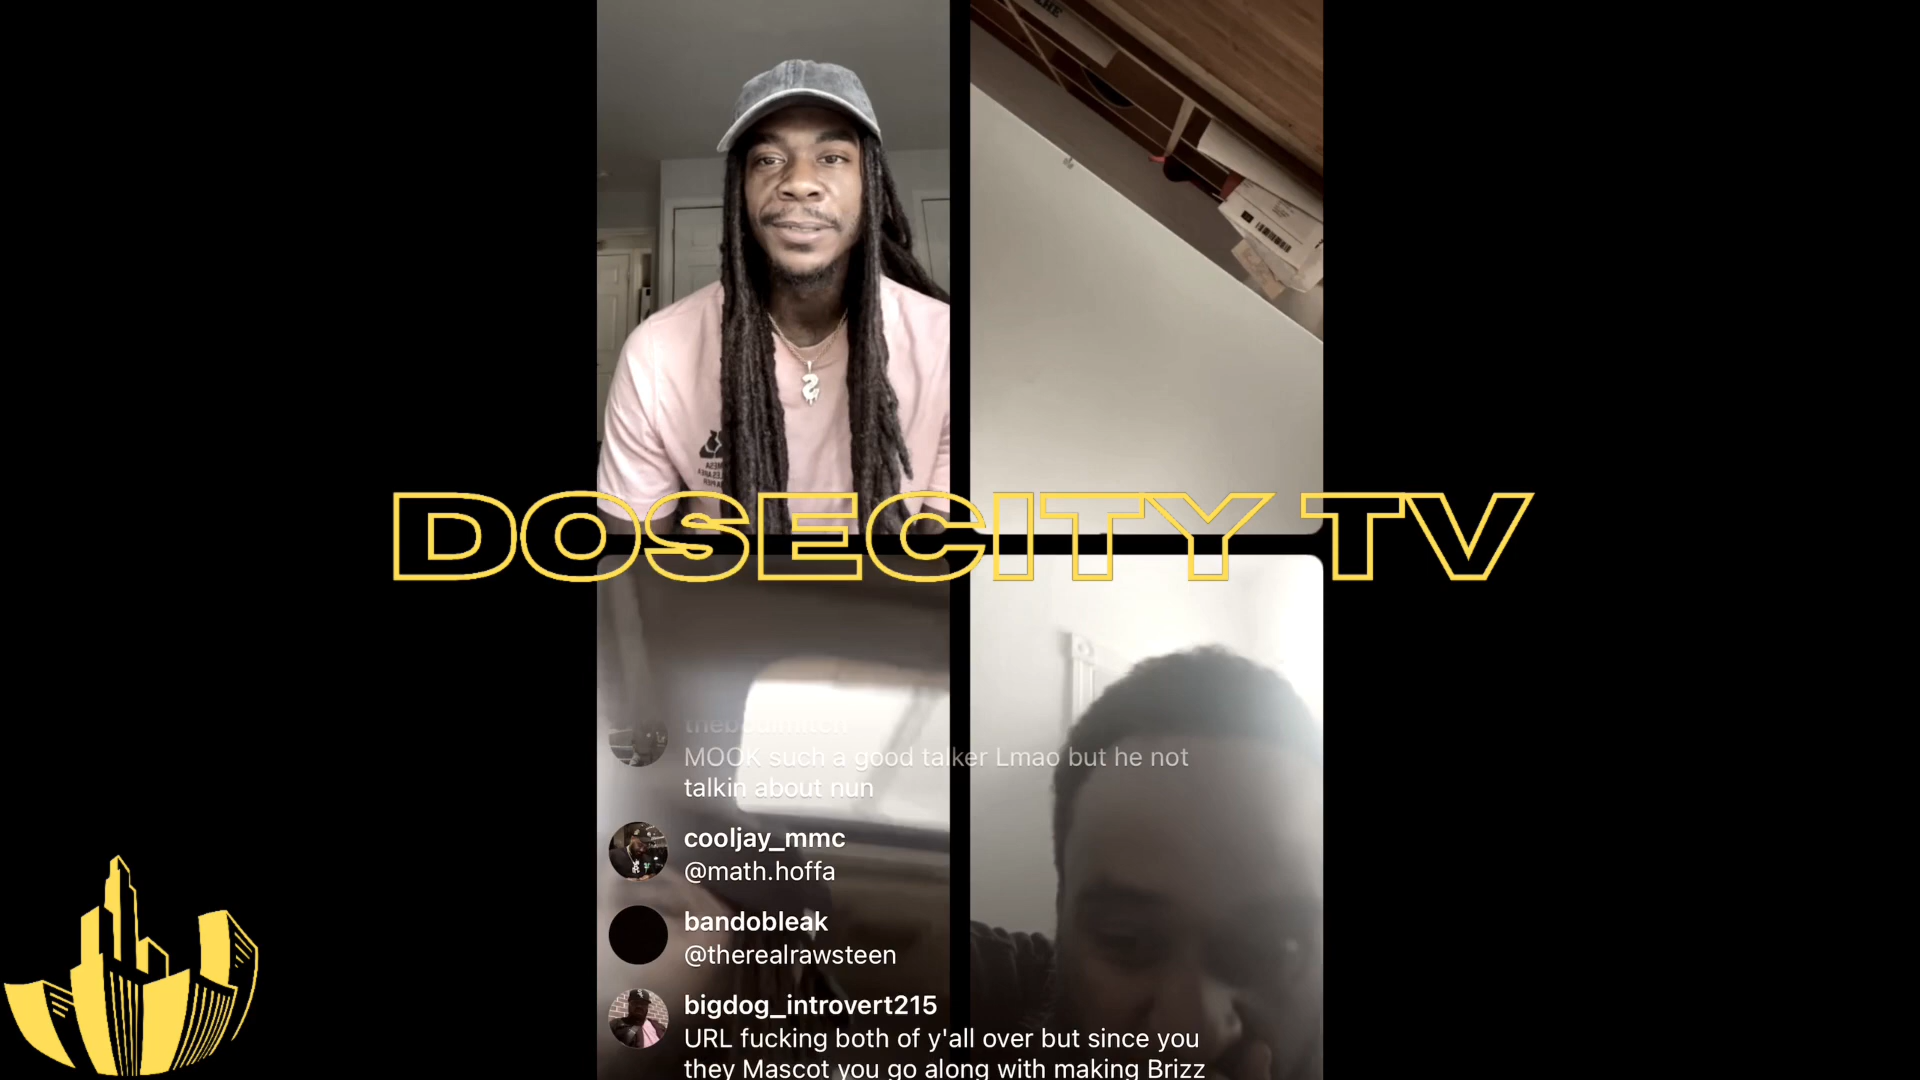 DOSECITY TV
MOOK such a good talker Lmao but he not
talkin about nun
cooljay_mmc
@math.hoffa
bandobleak
@therealrawsteen
bigdog_introvert215
URL fucking both of y'all over but since you
they Mascot you go along with making Brizz